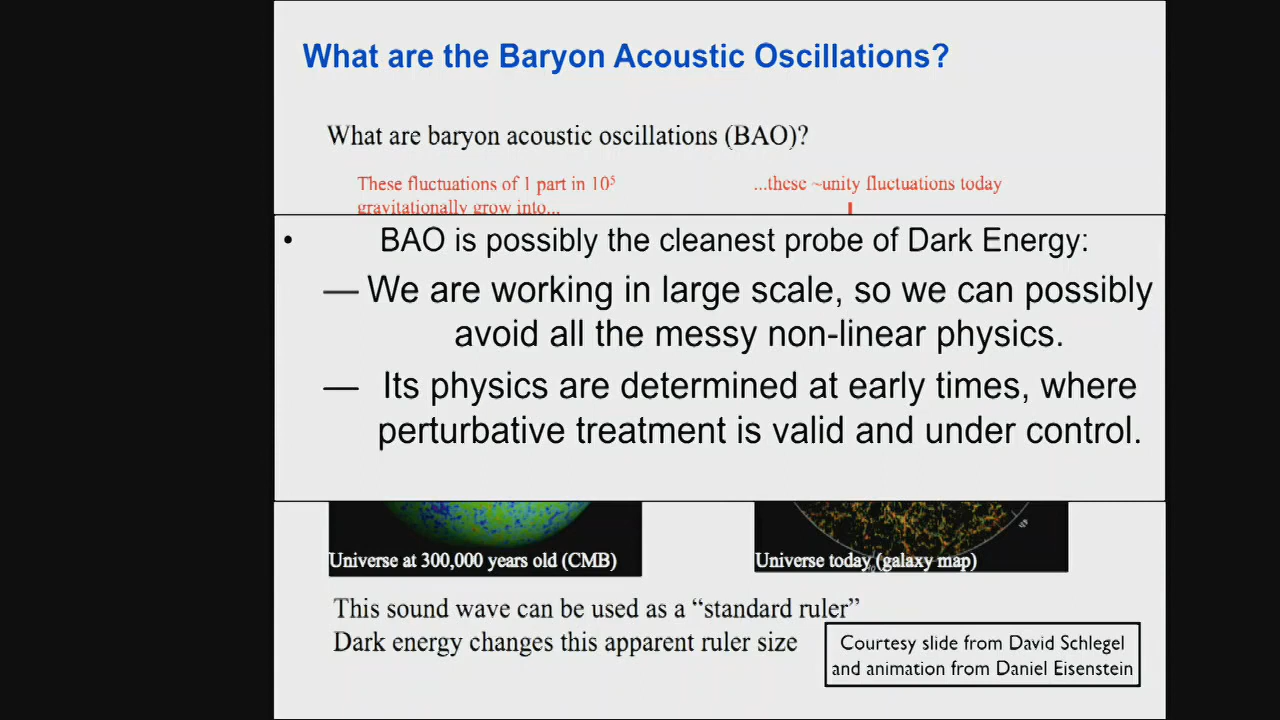 What are the Baryon Acoustic Oscillations?
What are baryon acoustic oscillations (BAO)?
These fluctuations of 1 part in 10⁵
gravitationally grow into...
...these ~unity fluctuations today
• BAO is possibly the cleanest probe of Dark Energy:
— We are working in large scale, so we can possibly
avoid all the messy non-linear physics.
— Its physics are determined at early times, where
perturbative treatment is valid and under control.
Universe at 300,000 years old (CMB)
Universe today (galaxy map)
This sound wave can be used as a “standard ruler”
Dark energy changes this apparent ruler size
Courtesy slide from David Schlegel
and animation from Daniel Eisenstein